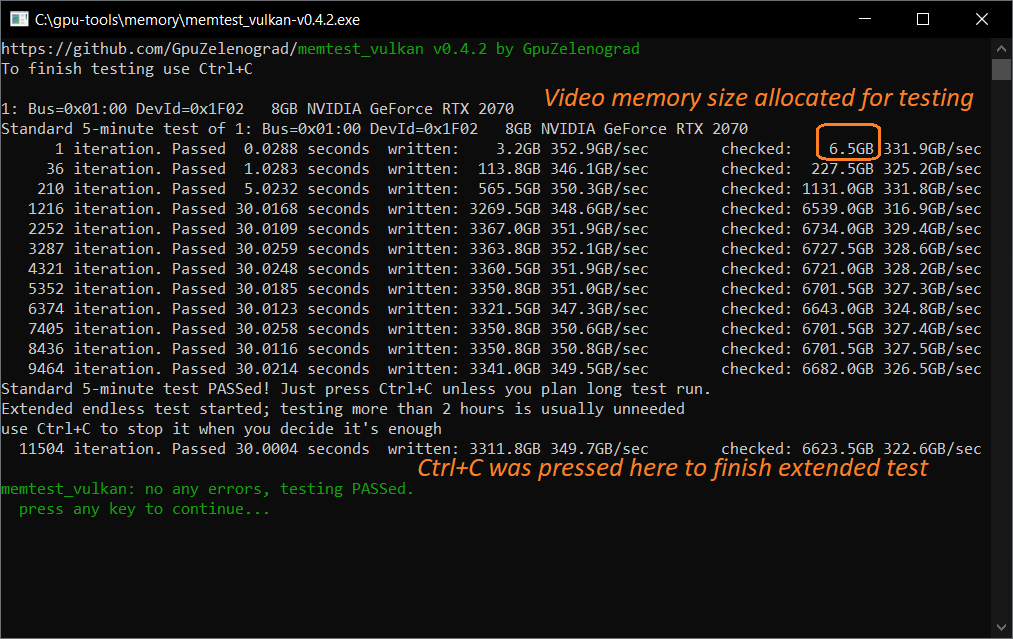 C:\gpu-tools\memory\memtest_vulkan-v0.4.2.exe
https://github.com/GpuZelenograd/memtest_vulkan v0.4.2 by GpuZelenograd
To finish testing use Ctrl+C
Video memory size allocated for testing
1: Bus=0x01:00 DevId=0x1F02   8GB NVIDIA GeForce RTX 2070
Standard 5-minute test of 1: Bus=0x01:00 DevId=0x1F02   8GB NVIDIA GeForce RTX 2070
1 iteration. Passed  0.0288 seconds  written:    3.2GB 352.9GB/sec        checked:    6.5GB 331.9GB/sec
36 iteration. Passed  1.0283 seconds  written:  113.8GB 346.1GB/sec        checked:  227.5GB 325.2GB/sec
210 iteration. Passed  5.0232 seconds  written:  565.5GB 350.3GB/sec        checked: 1131.0GB 331.8GB/sec
1216 iteration. Passed 30.0168 seconds  written: 3269.5GB 348.6GB/sec        checked: 6539.0GB 316.9GB/sec
2252 iteration. Passed 30.0109 seconds  written: 3367.0GB 351.9GB/sec        checked: 6734.0GB 329.4GB/sec
3287 iteration. Passed 30.0259 seconds  written: 3363.8GB 352.1GB/sec        checked: 6727.5GB 328.6GB/sec
4321 iteration. Passed 30.0248 seconds  written: 3360.5GB 351.9GB/sec        checked: 6721.0GB 328.2GB/sec
5352 iteration. Passed 30.0185 seconds  written: 3350.8GB 351.0GB/sec        checked: 6701.5GB 327.3GB/sec
6374 iteration. Passed 30.0123 seconds  written: 3321.5GB 347.3GB/sec        checked: 6643.0GB 324.8GB/sec
7405 iteration. Passed 30.0258 seconds  written: 3350.8GB 350.6GB/sec        checked: 6701.5GB 327.4GB/sec
8436 iteration. Passed 30.0116 seconds  written: 3350.8GB 350.8GB/sec        checked: 6701.5GB 327.5GB/sec
9464 iteration. Passed 30.0214 seconds  written: 3341.0GB 349.5GB/sec        checked: 6682.0GB 326.5GB/sec
Standard 5-minute test PASSed! Just press Ctrl+C unless you plan long test run.
Extended endless test started; testing more than 2 hours is usually unneeded
use Ctrl+C to stop it when you decide it's enough
11504 iteration. Passed 30.0004 seconds  written: 3311.8GB 349.7GB/sec        checked: 6623.5GB 322.6GB/sec
Ctrl+C was pressed here to finish extended test
memtest_vulkan: no any errors, testing PASSed.
press any key to continue...